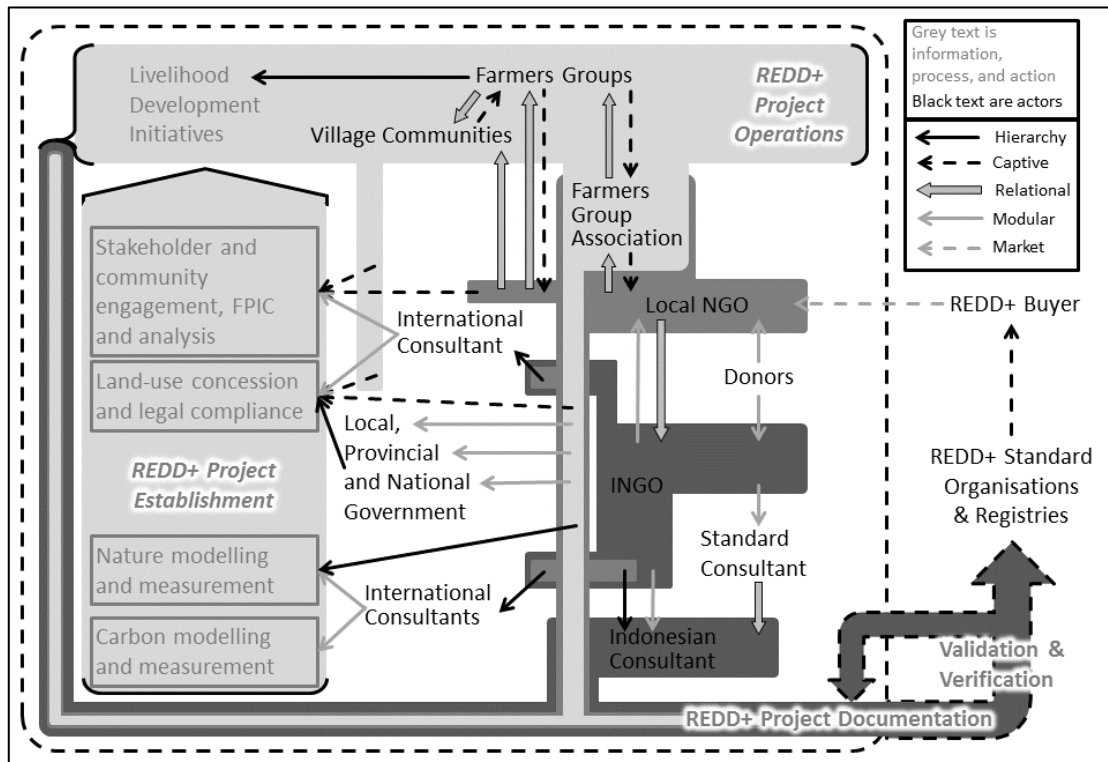 Livelihood
Development
Initiatives
Farmers Groups
Village Communities
REDD+
Project
Operations
Grey text is
information,
process, and action
Black text are actors
Hierarchy
Captive
Relational
Modular
Market
Farmers
Group
Association
Stakeholder and
community
engagement, FPIC
and analysis
International
Consultant
Local NGO
REDD+ Buyer
Land-use concession
and legal compliance
Donors
Local,
Provincial
and National
Government
REDD+ Project
Establishment
INGO
REDD+ Standard
Organisations
& Registries
Nature modelling
and measurement
Standard
Consultant
International
Consultants
Carbon modelling
and measurement
Indonesian
Consultant
Validation &
Verification
REDD+ Project Documentation